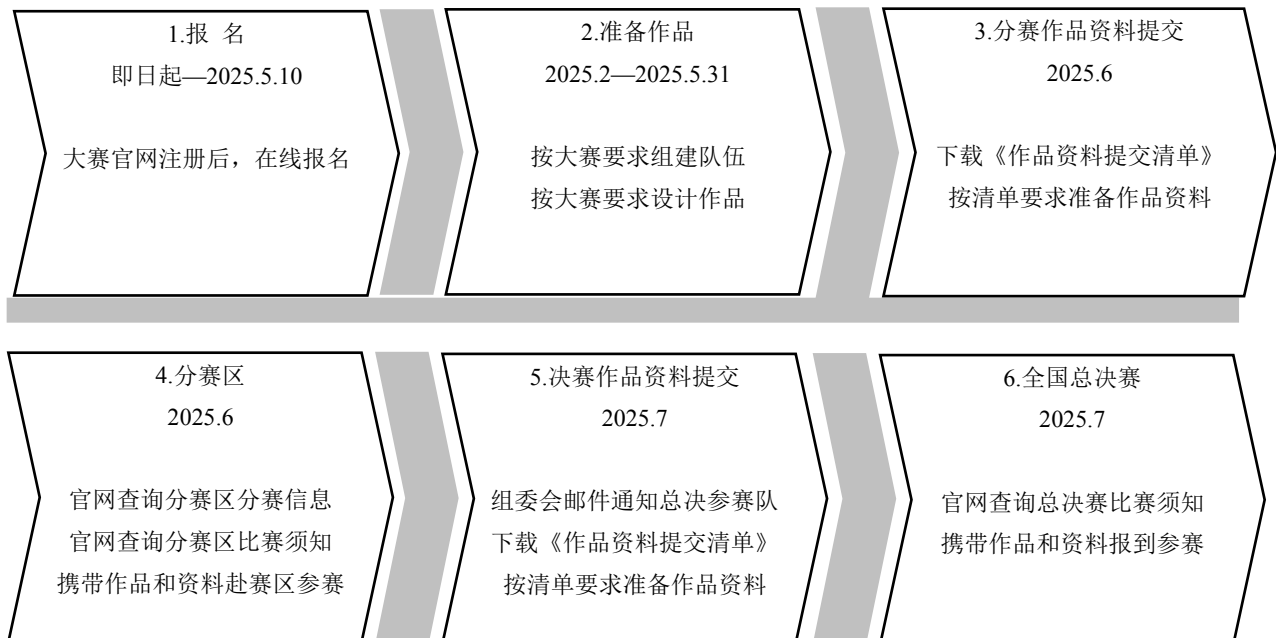 1.报 名
即日起—2025.5.10
大赛官网注册后，在线报名
2.准备作品
2025.2—2025.5.31
按大赛要求组建队伍
按大赛要求设计作品
3.分赛作品资料提交
2025.6
下载《作品资料提交清单》
按清单要求准备作品资料
4.分赛区
2025.6
官网查询分赛区分赛信息
官网查询分赛区比赛须知
携带作品和资料赴赛区参赛
5.决赛作品资料提交
2025.7
组委会邮件通知总决参赛队
下载《作品资料提交清单》
按清单要求准备作品资料
6.全国总决赛
2025.7
官网查询总决赛比赛须知
携带作品和资料报到参赛